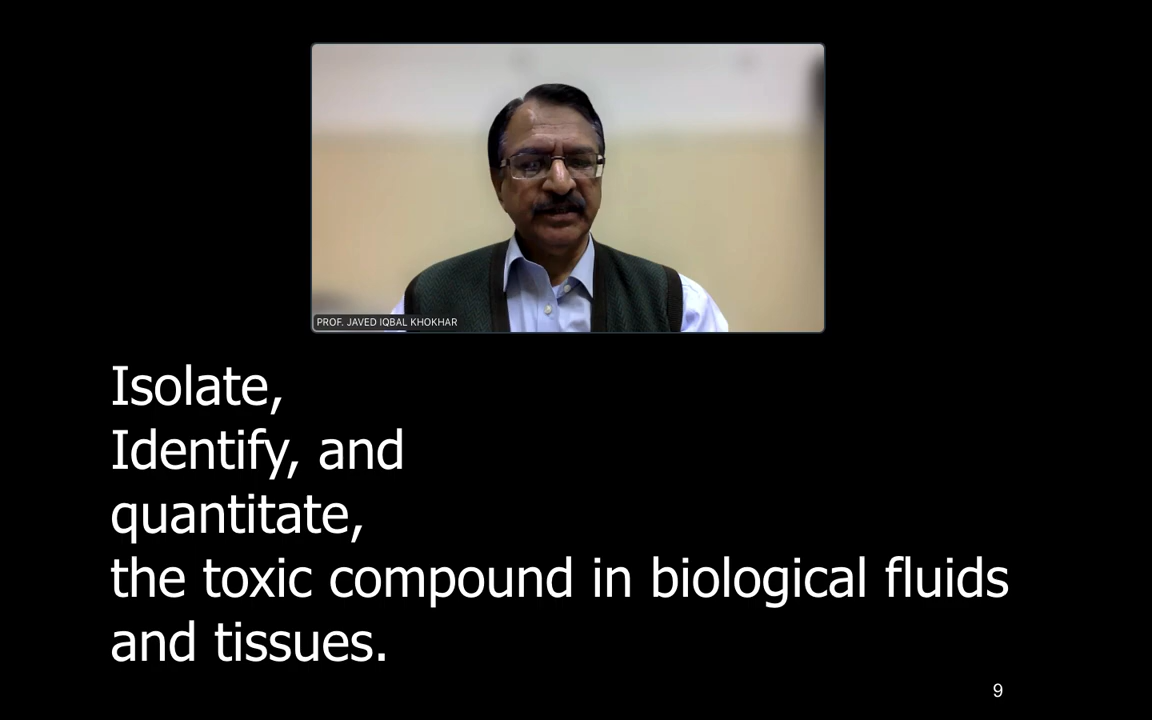 PROF. JAVED IQBAL KHOKHAR
Isolate,
Identify, and
quantitate,
the toxic compound in biological fluids
and tissues.
9